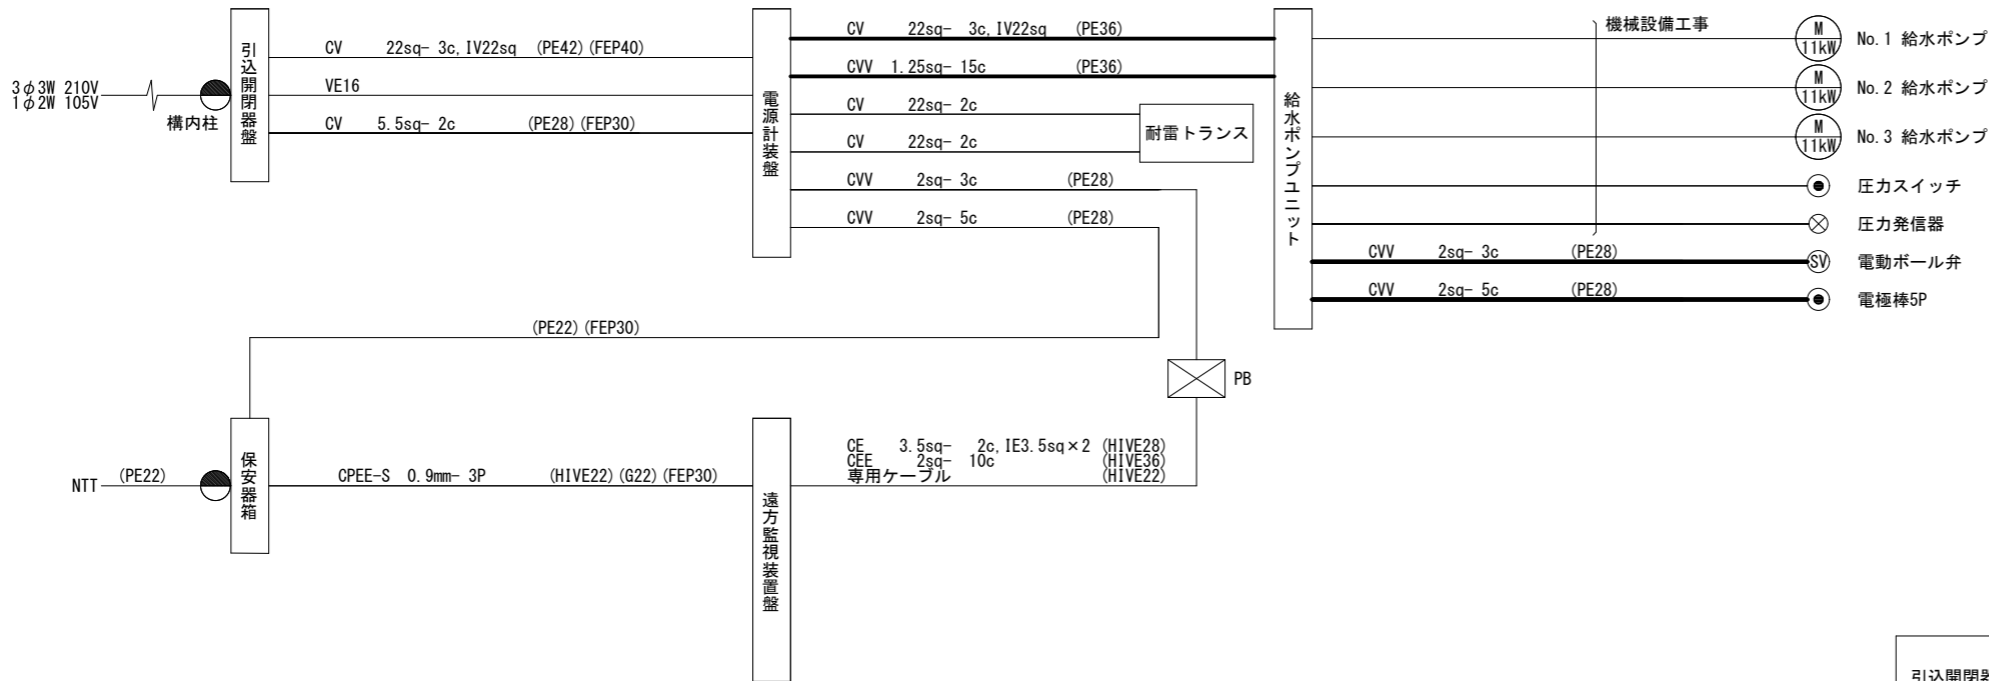 3φ3W 210V
1φ2W 105V
構内柱
引込開閉器盤
CV 22sq- 3c, IV22sq (PE42)(FEP40)
VE16
CV 5.5sq- 2c (PE28)(FEP30)
電源計装盤
CV 22sq- 3c, IV22sq (PE36)
CVV 1.25sq- 15c (PE36)
CV 22sq- 2c
CV 22sq- 2c
耐雷トランス
CVV 2sq- 3c (PE28)
CVV 2sq- 5c (PE28)
給水ポンプユニット
機械設備工事
M 11kW No.1 給水ポンプ
M 11kW No.2 給水ポンプ
M 11kW No.3 給水ポンプ
圧力スイッチ
圧力発信器
CVV 2sq- 3c (PE28) SV 電動ボール弁
CVV 2sq- 5c (PE28) 電極棒5P
(PE22)(FEP30)
PB
NTT (PE22)
保安器箱
CPEE-S 0.9mm- 3P (HIVE22)(G22)(FEP30)
遠方監視装置盤
CE 3.5sq- 2c, IE3.5sq×2 (HIVE28)
CEE 2sq- 10c (HIVE36)
専用ケーブル (HIVE22)
引込開閉器